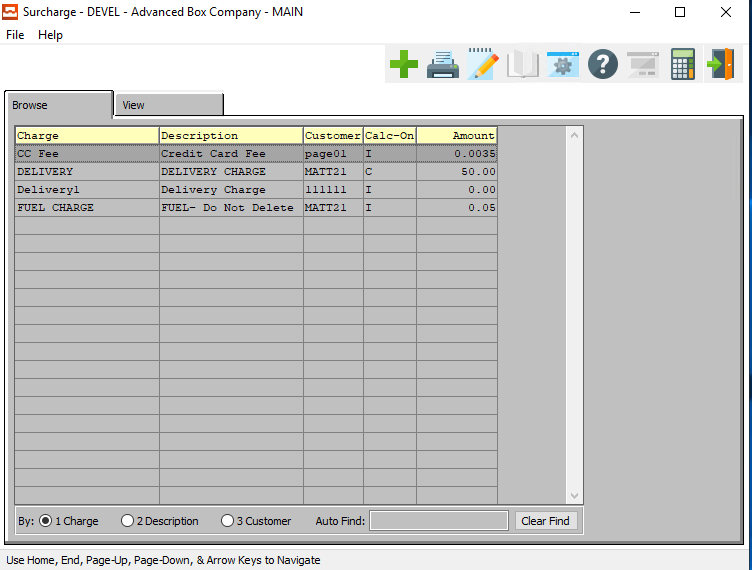 Surcharge - DEVEL - Advanced Box Company - MAIN
File Help
Browse View
Charge Description Customer Calc-On Amount
CC Fee Credit Card Fee page01 I 0.0035
DELIVERY DELIVERY CHARGE MATT21 C 50.00
Delivery1 Delivery Charge 111111 I 0.00
FUEL CHARGE FUEL- Do Not Delete MATT21 I 0.05
By: 1 Charge 2 Description 3 Customer Auto Find: Clear Find
Use Home, End, Page-Up, Page-Down, & Arrow Keys to Navigate